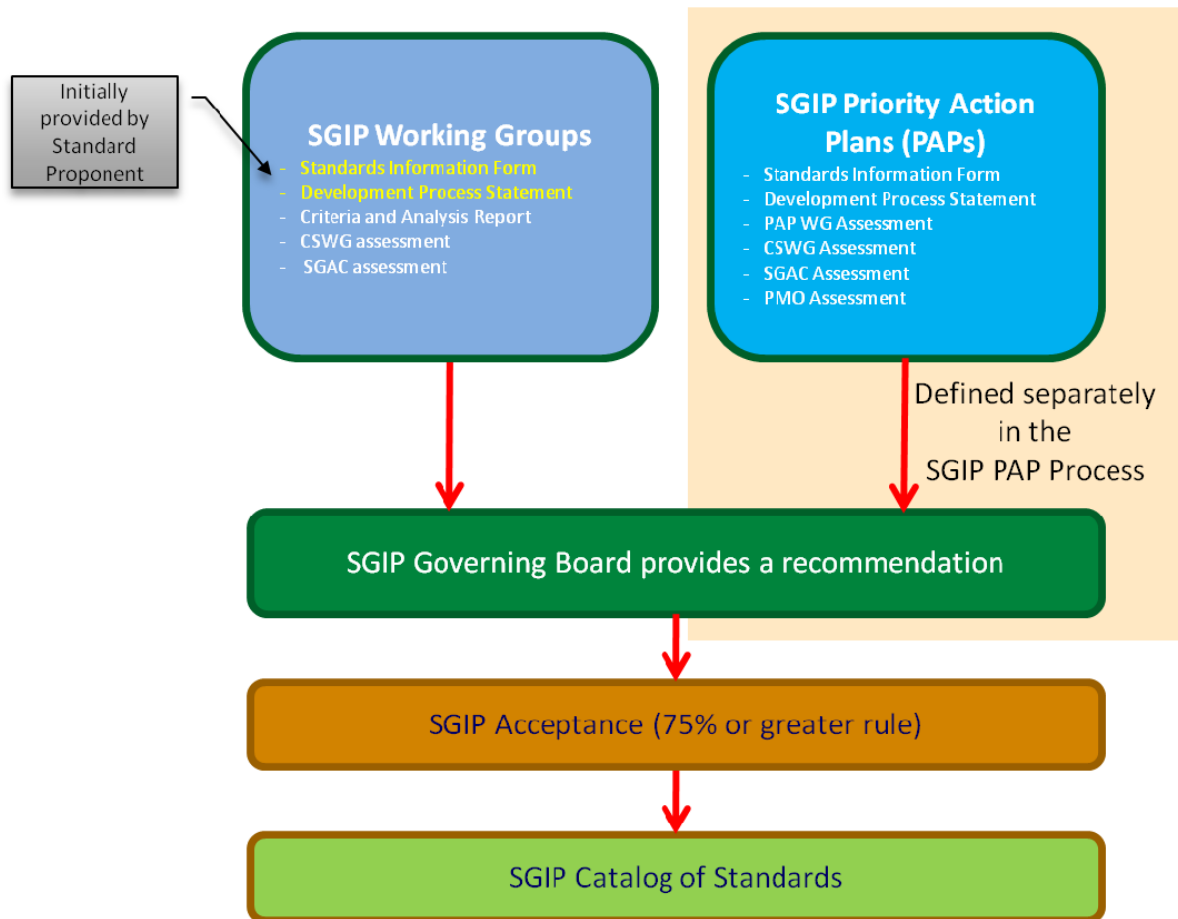 Initially
provided by
Standard
Proponent
SGIP Working Groups
- Standards Information Form
- Development Process Statement
- Criteria and Analysis Report
- CSWG assessment
- SGAC assessment
SGIP Priority Action
Plans (PAPs)
- Standards Information Form
- Development Process Statement
- PAP WG Assessment
- CSWG Assessment
- SGAC Assessment
- PMO Assessment
Defined separately
in the
SGIP PAP Process
SGIP Governing Board provides a recommendation
SGIP Acceptance (75% or greater rule)
SGIP Catalog of Standards